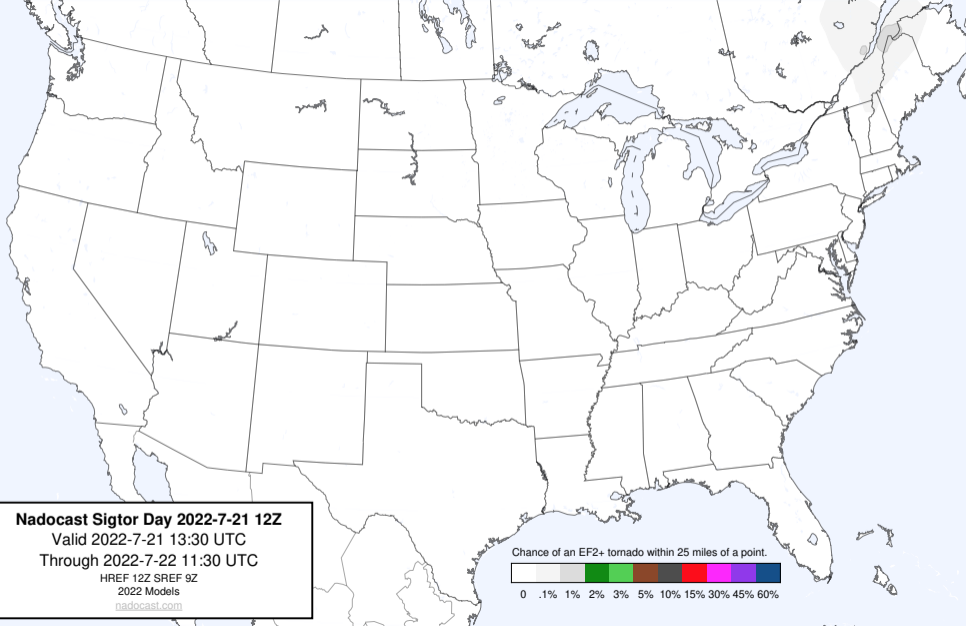 Nadocast Sigtor Day 2022-7-21 12Z
Valid 2022-7-21 13:30 UTC
Through 2022-7-22 11:30 UTC
HREF 12Z SREF 9Z
2022 Models
nadocast.com
Chance of an EF2+ tornado within 25 miles of a point.
0 .1% 1% 2% 3% 5% 10% 15% 30% 45% 60%